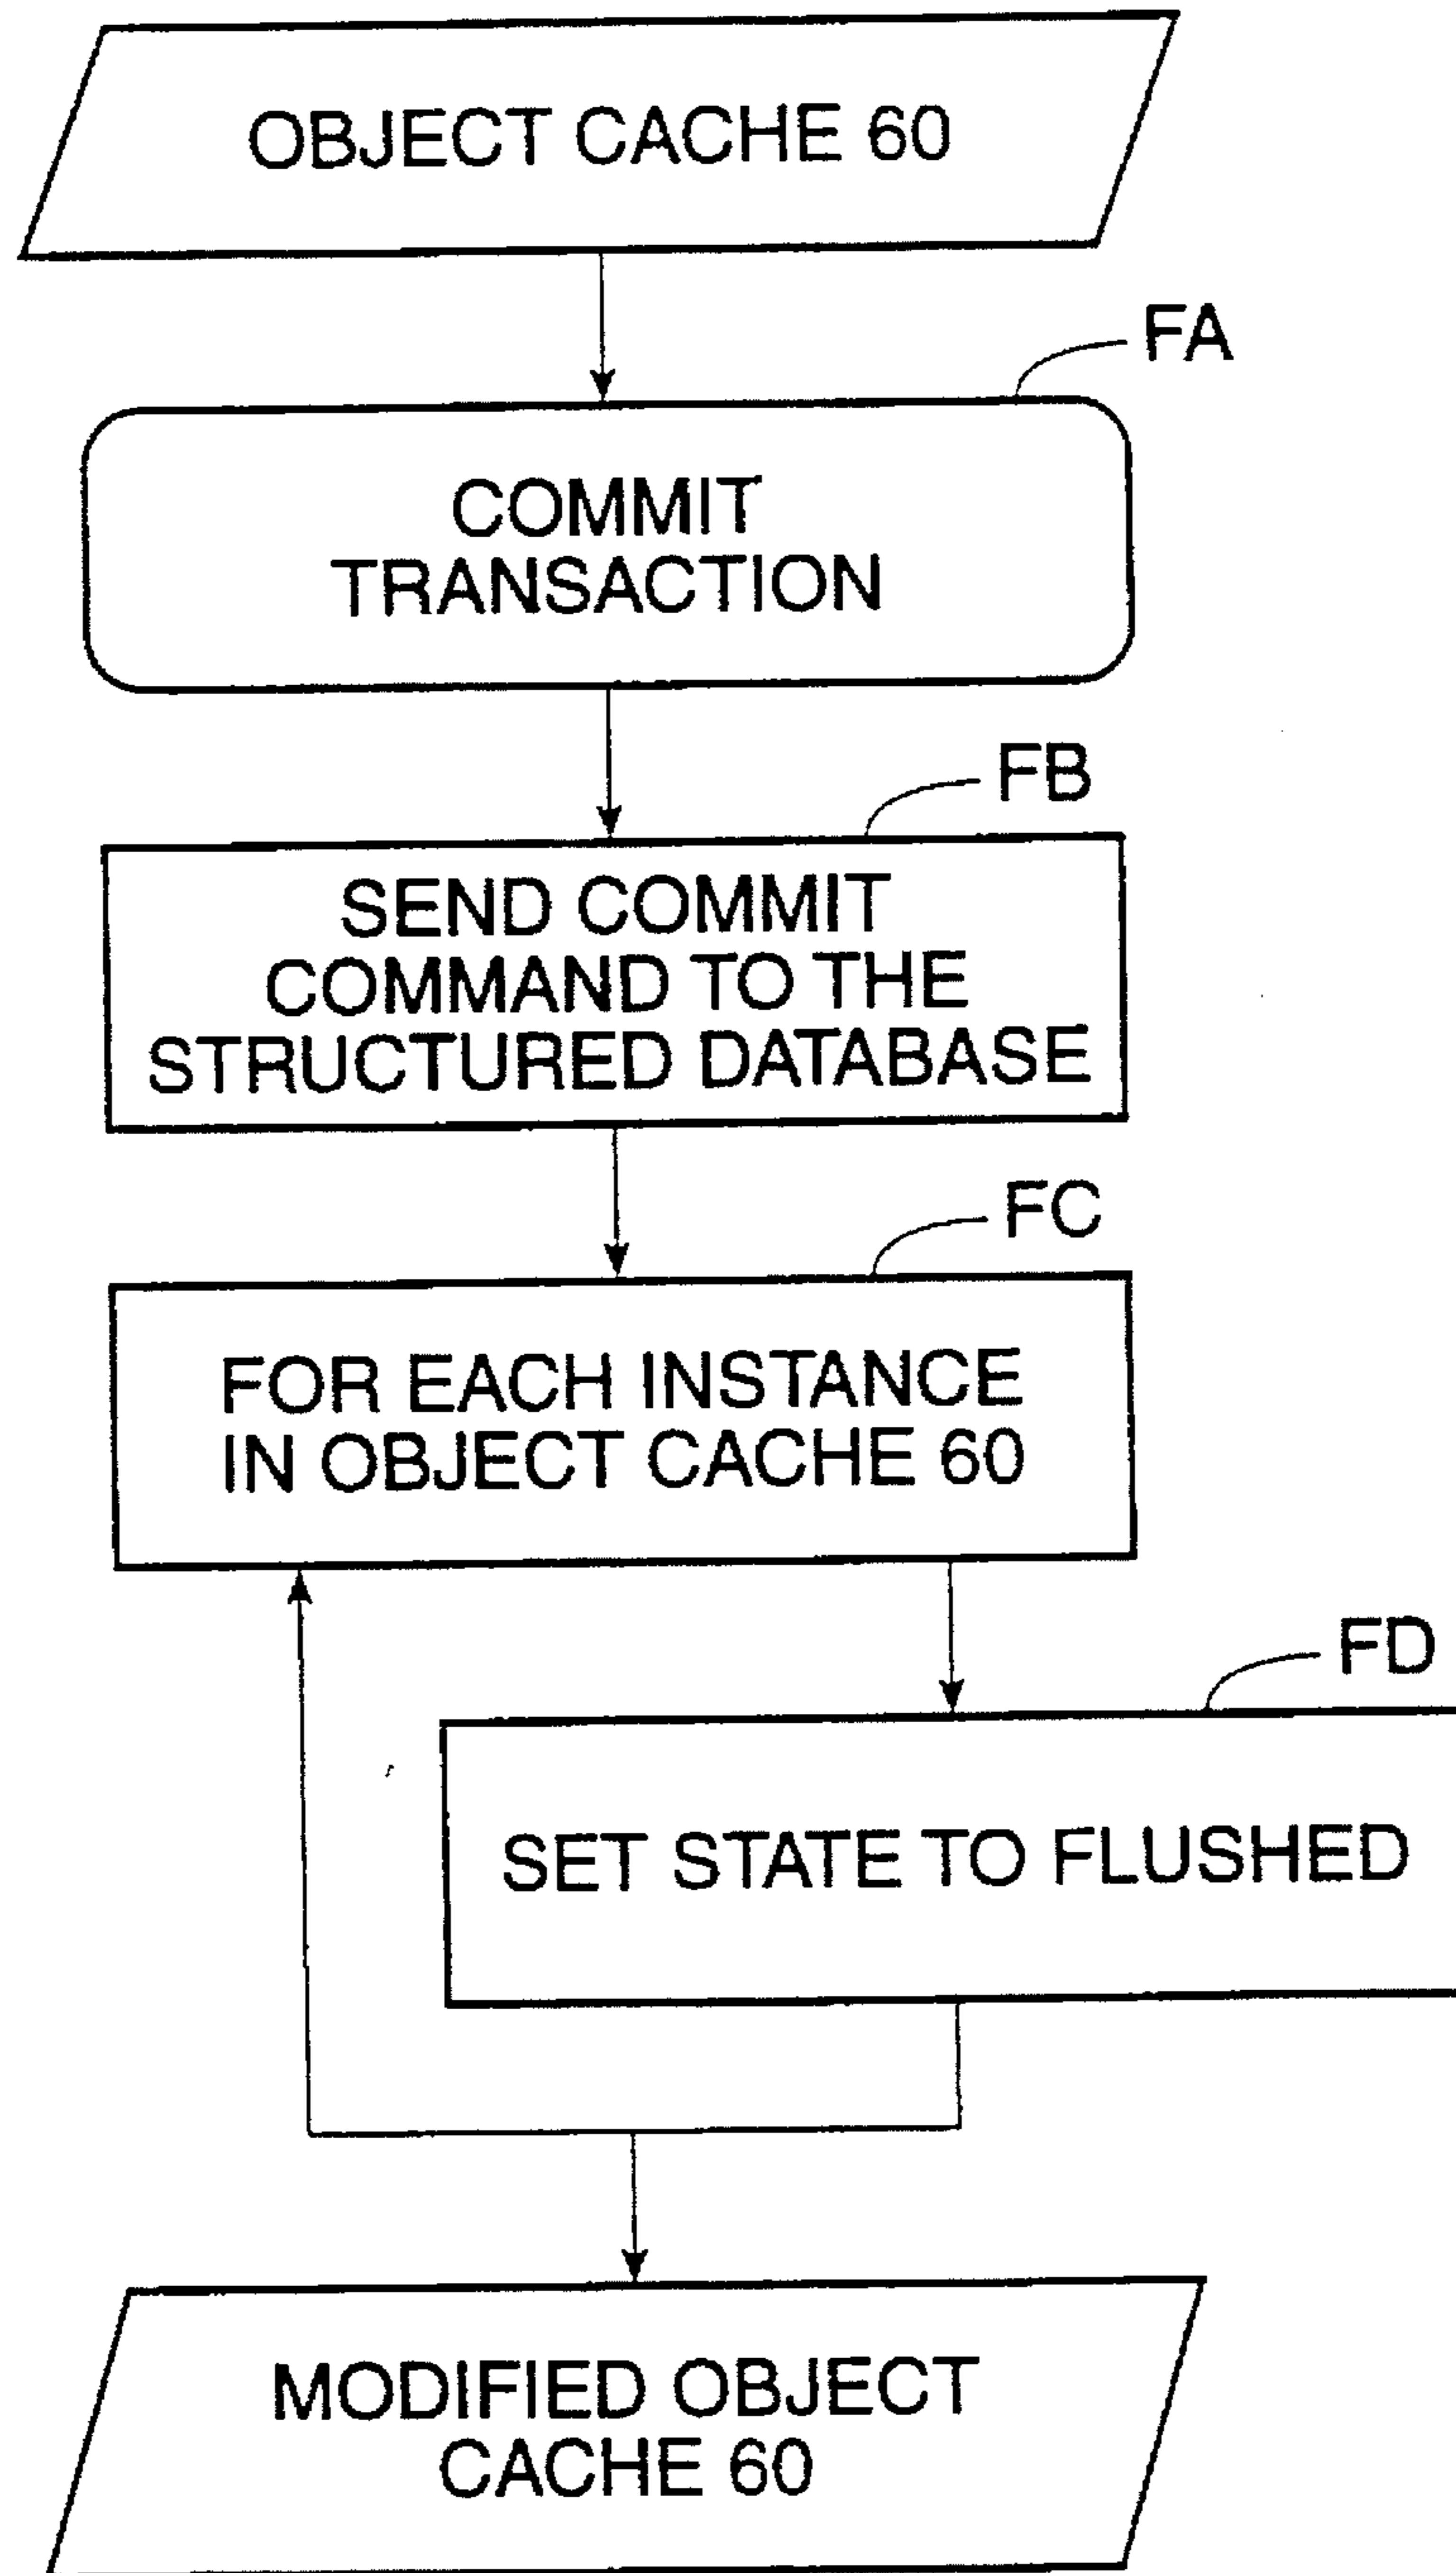 OBJECT CACHE 60
FA
COMMIT
TRANSACTION
FB
SEND COMMIT
COMMAND TO THE
STRUCTURED DATABASE
FC
FOR EACH INSTANCE
IN OBJECT CACHE 60
FD
SET STATE TO FLUSHED
MODIFIED OBJECT
CACHE 60